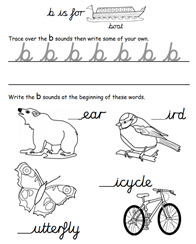 b is for
boat
Trace over the b sounds then write some of your own.
b b b b b b b
Write the b sounds at the beginning of these words.
ear ird
icycle
utterfly